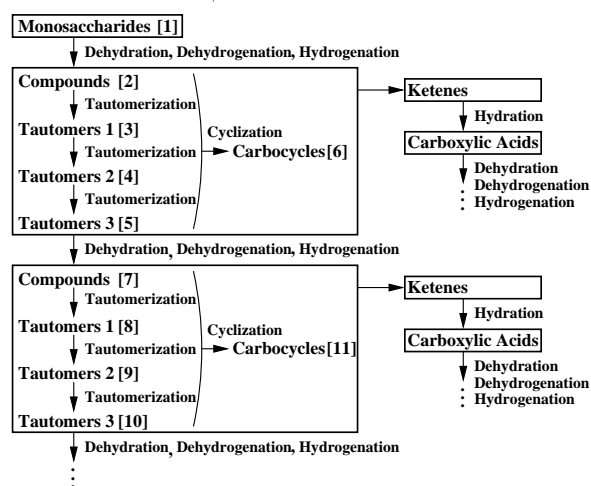 Monosaccharides [1]
Dehydration, Dehydrogenation, Hydrogenation
Compounds [2]
Tautomerization
Tautomers 1 [3]
Tautomerization
Tautomers 2 [4]
Tautomerization
Tautomers 3 [5]
Cyclization
Carbocycles[6]
Ketenes
Hydration
Carboxylic Acids
Dehydration
Dehydrogenation
Hydrogenation
Dehydration, Dehydrogenation, Hydrogenation
Compounds [7]
Tautomerization
Tautomers 1 [8]
Tautomerization
Tautomers 2 [9]
Tautomerization
Tautomers 3 [10]
Cyclization
Carbocycles[11]
Ketenes
Hydration
Carboxylic Acids
Dehydration
Dehydrogenation
Hydrogenation
Dehydration, Dehydrogenation, Hydrogenation